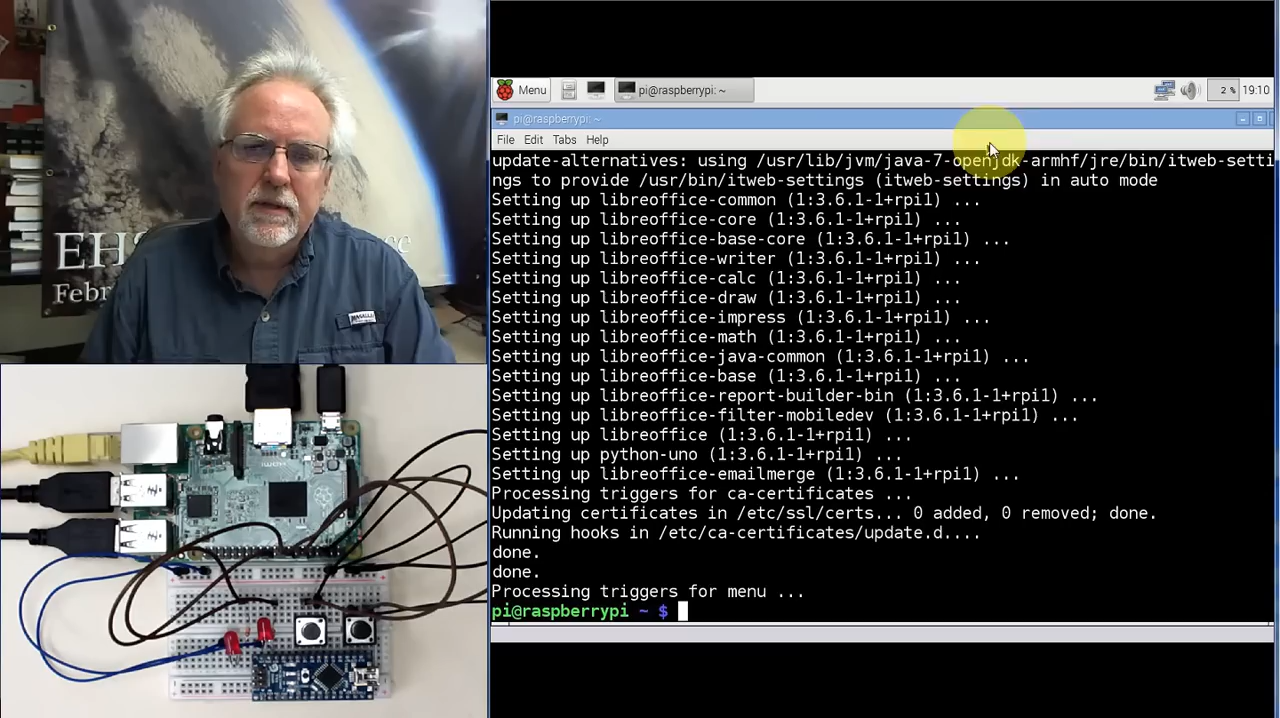 EHS
cc
Febr
MAGELL
Menu
pi@raspberrypi: ~
2 %
19:10
pi@raspberrypi: ~
File Edit Tabs Help
update-alternatives: using /usr/lib/jvm/java-7-openjdk-armhf/jre/bin/itweb-setti
ngs to provide /usr/bin/itweb-settings (itweb-settings) in auto mode
Setting up libreoffice-common (1:3.6.1-1+rpi1) ...
Setting up libreoffice-core (1:3.6.1-1+rpi1) ...
Setting up libreoffice-base-core (1:3.6.1-1+rpi1) ...
Setting up libreoffice-writer (1:3.6.1-1+rpi1) ...
Setting up libreoffice-calc (1:3.6.1-1+rpi1) ...
Setting up libreoffice-draw (1:3.6.1-1+rpi1) ...
Setting up libreoffice-impress (1:3.6.1-1+rpi1) ...
Setting up libreoffice-math (1:3.6.1-1+rpi1) ...
Setting up libreoffice-java-common (1:3.6.1-1+rpi1) ...
Setting up libreoffice-base (1:3.6.1-1+rpi1) ...
Setting up libreoffice-report-builder-bin (1:3.6.1-1+rpi1) ...
Setting up libreoffice-filter-mobiledev (1:3.6.1-1+rpi1) ...
Setting up libreoffice (1:3.6.1-1+rpi1) ...
Setting up python-uno (1:3.6.1-1+rpi1) ...
Setting up libreoffice-emailmerge (1:3.6.1-1+rpi1) ...
Processing triggers for ca-certificates ...
Updating certificates in /etc/ssl/certs... 0 added, 0 removed; done.
Running hooks in /etc/ca-certificates/update.d....
done.
done.
Processing triggers for menu ...
pi@raspberrypi ~ $